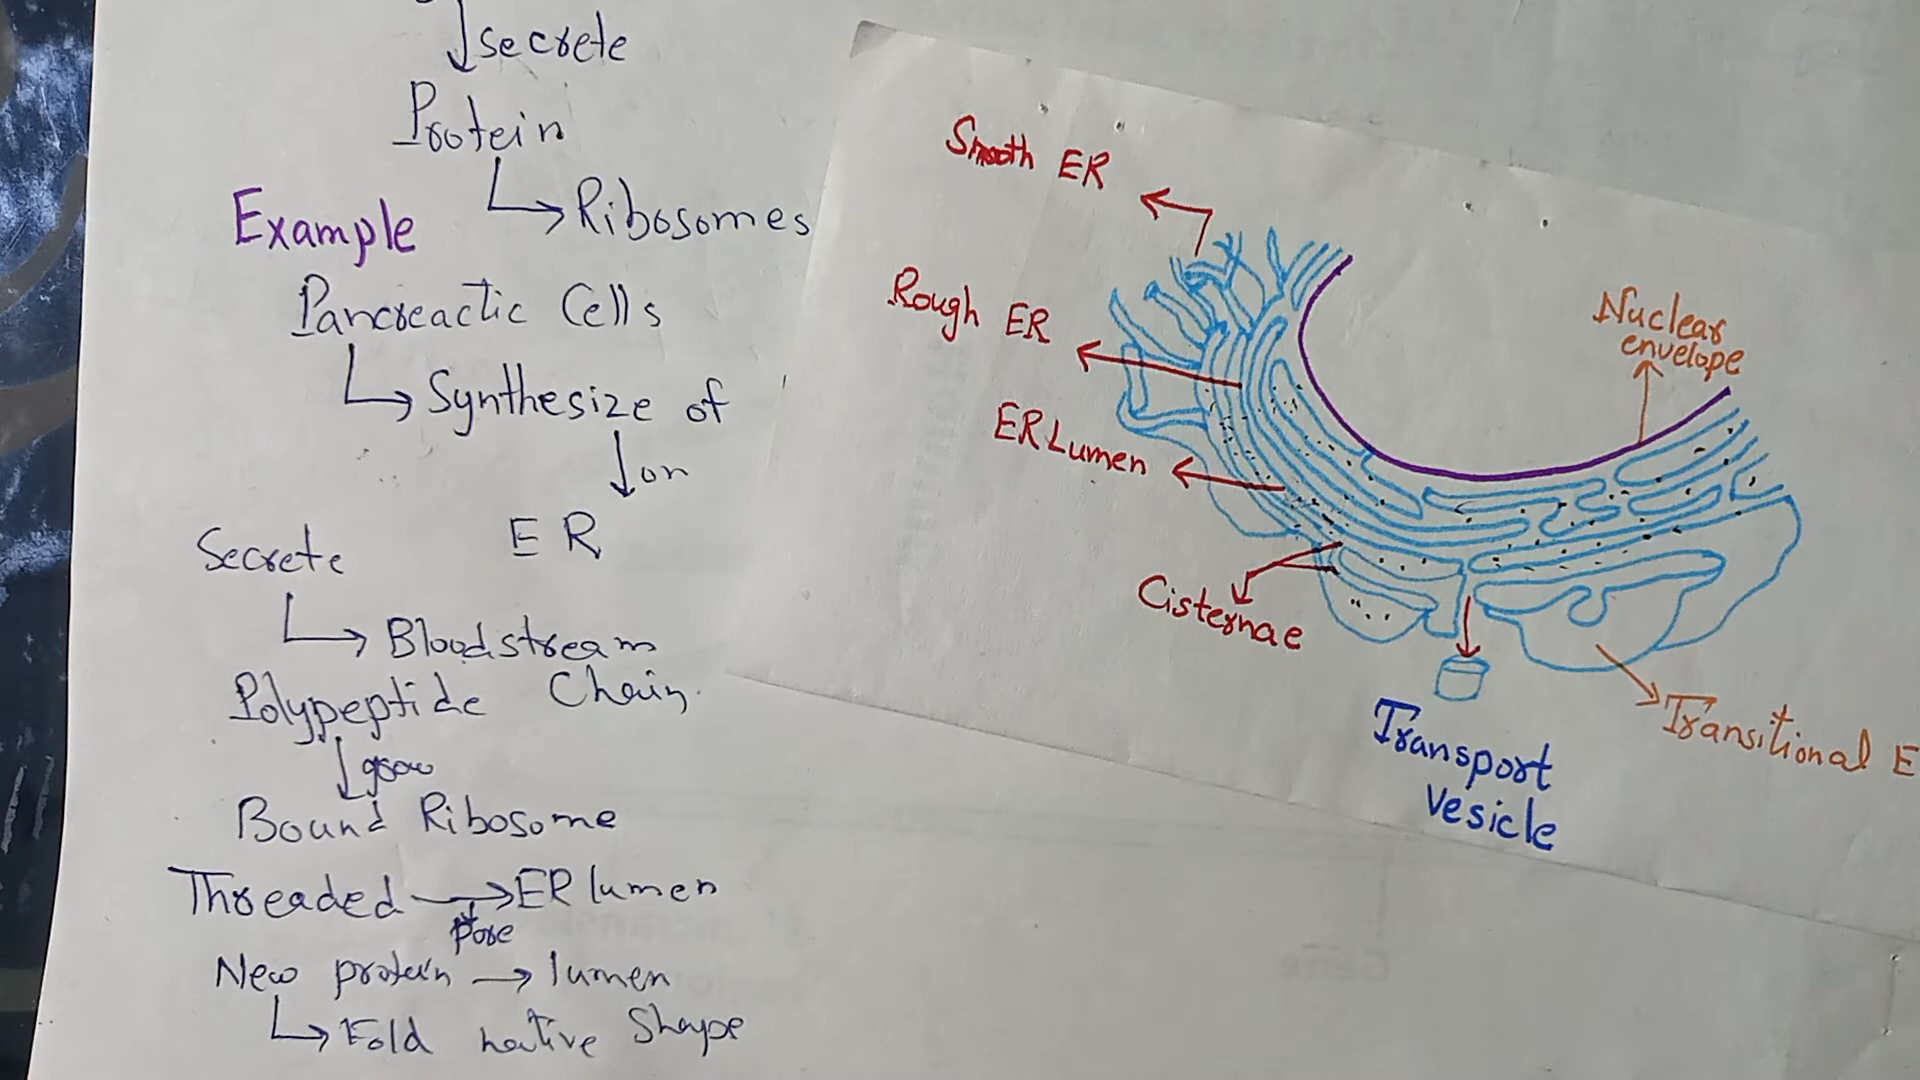 secrete
Protein
Ribosomes
Example
Pancreactic Cells
Synthesize of
on
ER
Secrete
Bloodstream
Polypeptide Chain
grow
Bound Ribosome
Threaded → ER lumen
pore
New protein → lumen
Fold native Shape
Smooth ER
Rough ER
ER Lumen
Cisternae
Nuclear
envelope
Transport
Vesicle
Transitional E